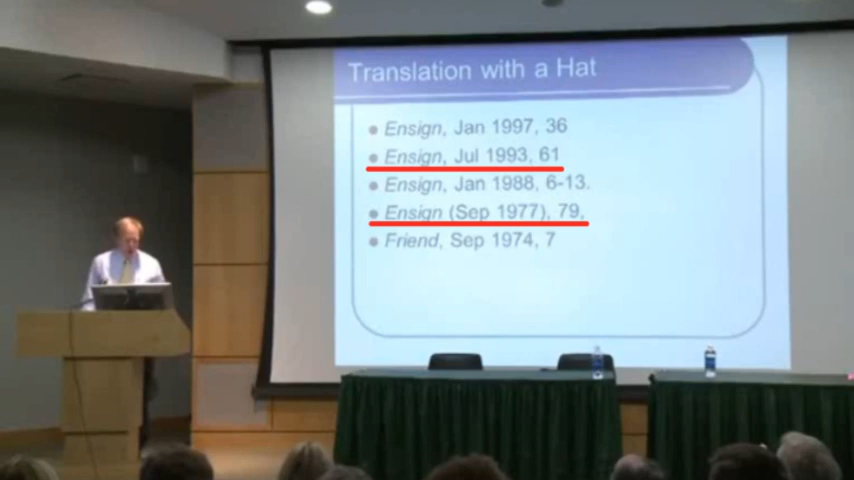 Translation with a Hat
Ensign, Jan 1997, 36
Ensign, Jul 1993, 61
Ensign, Jan 1988, 6-13.
Ensign (Sep 1977), 79,
Friend, Sep 1974, 7